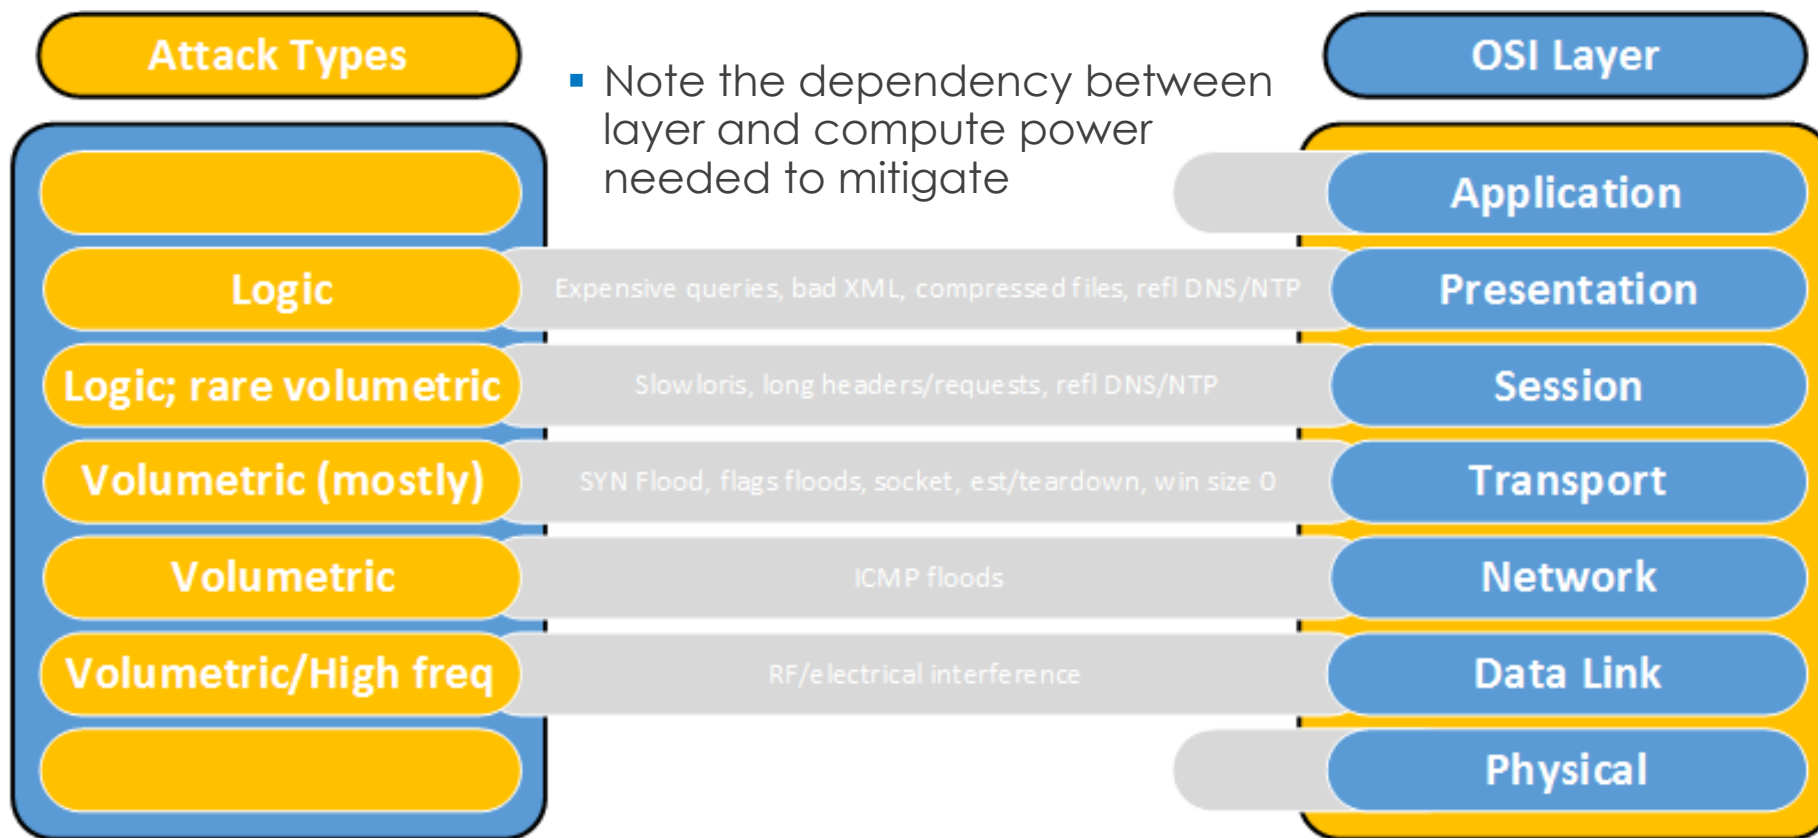 Attack Types
▪ Note the dependency between
layer and compute power
needed to mitigate
OSI Layer
Application
Logic
Expensive queries, bad XML, compressed files, refl DNS/NTP
Presentation
Logic; rare volumetric
Slowloris, long headers/requests, refl DNS/NTP
Session
Volumetric (mostly)
SYN Flood, flags floods, socket, est/teardown, win size 0
Transport
Volumetric
ICMP floods
Network
Volumetric/High freq
RF/electrical interference
Data Link
Physical